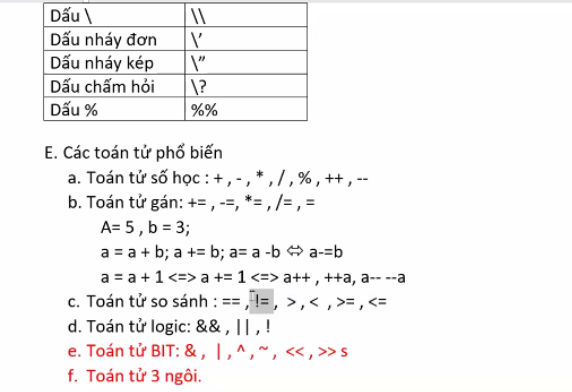 Dấu \ \\
Dấu nháy đơn \’
Dấu nháy kép \”
Dấu chấm hỏi \?
Dấu % %%
E. Các toán tử phổ biến
a. Toán tử số học : + , - , * , / , % , ++ , --
b. Toán tử gán: += , -=, *= , /= , =
A= 5 , b = 3;
a = a + b; a += b; a= a -b ⇔ a-=b
a = a + 1 <=> a += 1 <=> a++ , ++a, a-- --a
c. Toán tử so sánh : == , != , > , < , >= , <=
d. Toán tử logic: && , || , !
e. Toán tử BIT: & , | , ^ , ~ , << , >> s
f. Toán tử 3 ngôi.